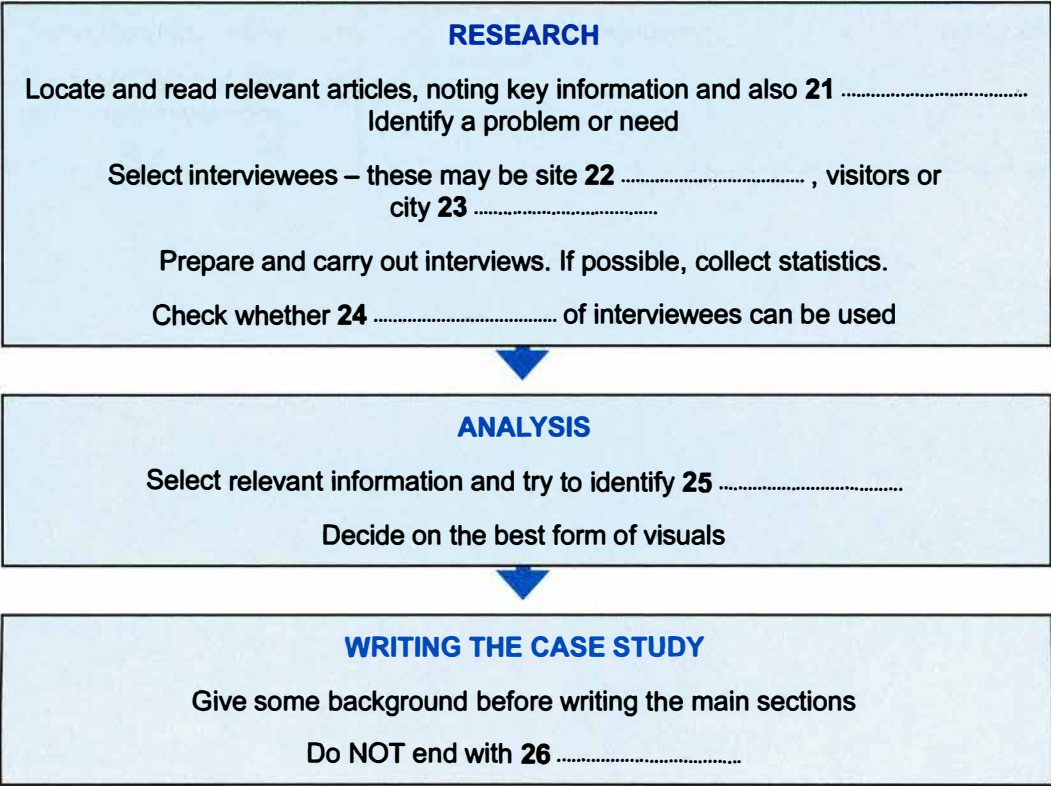 RESEARCH
Locate and read relevant articles, noting key information and also 21 ....................................
Identify a problem or need
Select interviewees – these may be site 22 .................................... , visitors or
city 23 ....................................
Prepare and carry out interviews. If possible, collect statistics.
Check whether 24 .................................... of interviewees can be used
ANALYSIS
Select relevant information and try to identify 25 ....................................
Decide on the best form of visuals
WRITING THE CASE STUDY
Give some background before writing the main sections
Do NOT end with 26 ....................................